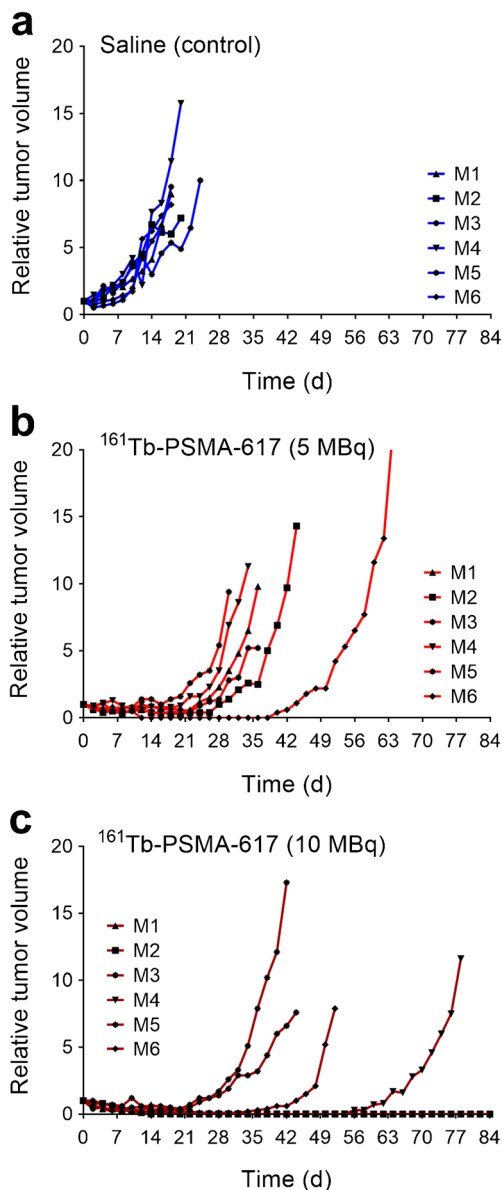 a
Saline (control)
Relative tumor volume
20
15
10
5
0
M1
M2
M3
M4
M5
M6
0 7 14 21 28 35 42 49 56 63 70 77 84
Time (d)
b
¹⁶¹Tb-PSMA-617 (5 MBq)
Relative tumor volume
20
15
10
5
0
M1
M2
M3
M4
M5
M6
0 7 14 21 28 35 42 49 56 63 70 77 84
Time (d)
c
¹⁶¹Tb-PSMA-617 (10 MBq)
Relative tumor volume
20
15
10
5
0
M1
M2
M3
M4
M5
M6
0 7 14 21 28 35 42 49 56 63 70 77 84
Time (d)